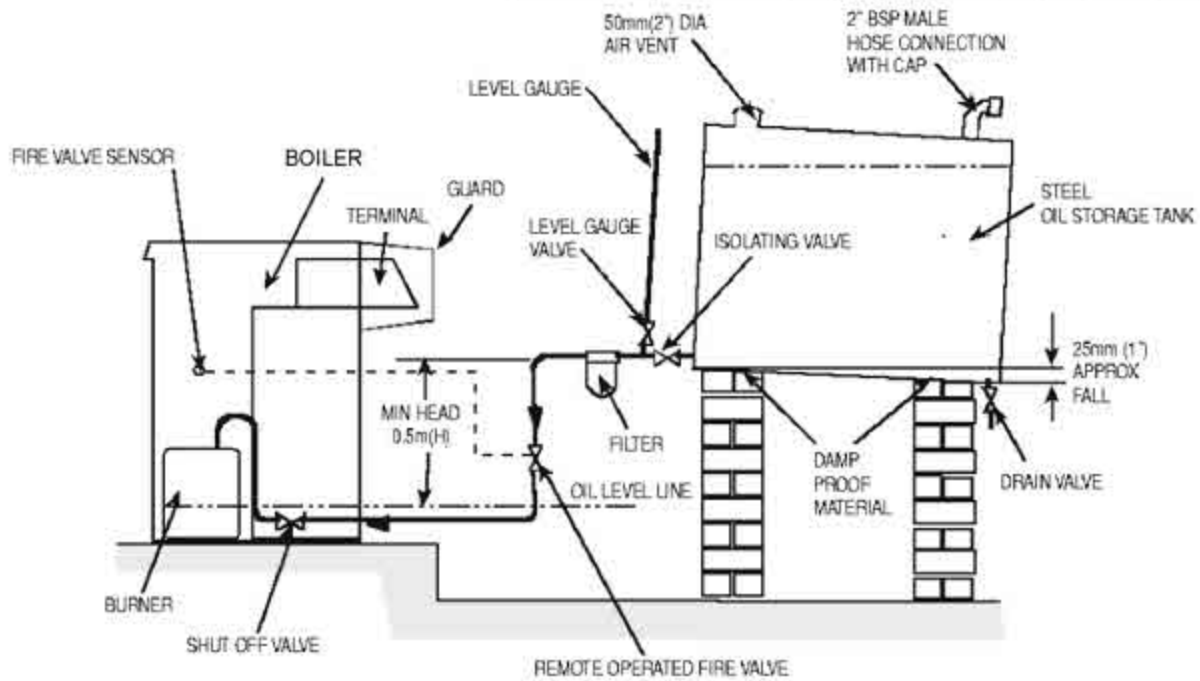 50mm(2") DIA
AIR VENT
2" BSP MALE
HOSE CONNECTION
WITH CAP
LEVEL GAUGE
FIRE VALVE SENSOR
BOILER
GUARD
TERMINAL
LEVEL GAUGE
VALVE
ISOLATING VALVE
STEEL
OIL STORAGE TANK
25mm (1")
APPROX
FALL
MIN HEAD
0.5m(H)
FILTER
DAMP
PROOF
MATERIAL
DRAIN VALVE
OIL LEVEL LINE
BURNER
SHUT OFF VALVE
REMOTE OPERATED FIRE VALVE